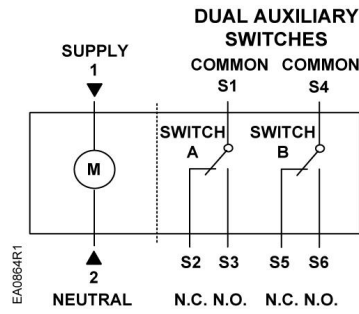 DUAL AUXILIARY
SWITCHES
SUPPLY
1
COMMON COMMON
S1 S4
SWITCH
A
SWITCH
B
M
2
NEUTRAL
S2 S3 S5 S6
N.C. N.O. N.C. N.O.
EA0864R1